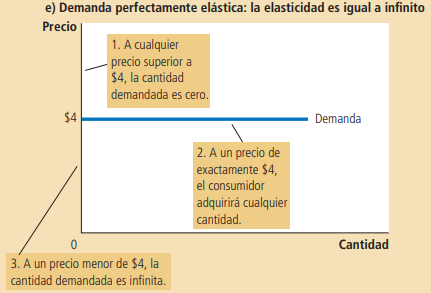 e) Demanda perfectamente elástica: la elasticidad es igual a infinito
Precio
1. A cualquier
precio superior a
$4, la cantidad
demandada es cero.
$4
Demanda
2. A un precio de
exactamente $4,
el consumidor
adquirirá cualquier
cantidad.
0
Cantidad
3. A un precio menor de $4, la
cantidad demandada es infinita.